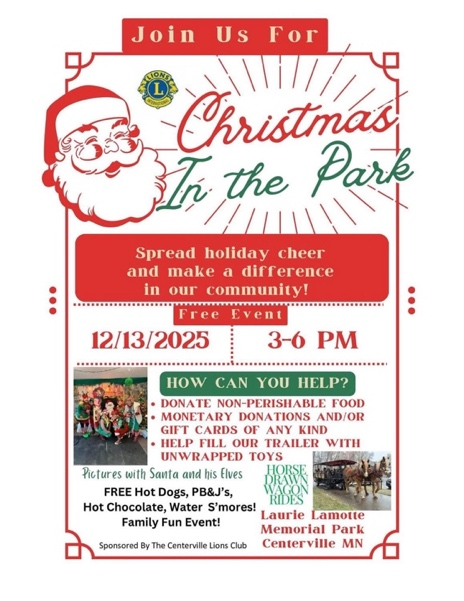 Join Us For
LIONS
L
INTERNATIONAL
Christmas
In the Park
Spread holiday cheer
and make a difference
in our community!
Free Event
12/13/2025
3-6 PM
HOW CAN YOU HELP?
• DONATE NON-PERISHABLE FOOD
• MONETARY DONATIONS AND/OR
GIFT CARDS OF ANY KIND
• HELP FILL OUR TRAILER WITH
UNWRAPPED TOYS
Pictures with Santa and his Elves
HORSE
DRAWN
WAGON
RIDES
FREE Hot Dogs, PB&J's,
Hot Chocolate, Water S'mores!
Family Fun Event!
Laurie Lamotte
Memorial Park
Centerville MN
Sponsored By The Centerville Lions Club